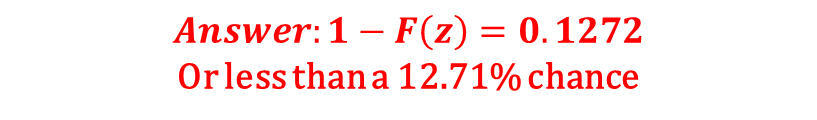 Answer: 1 − F(z) = 0.1272
Or less than a 12.71% chance